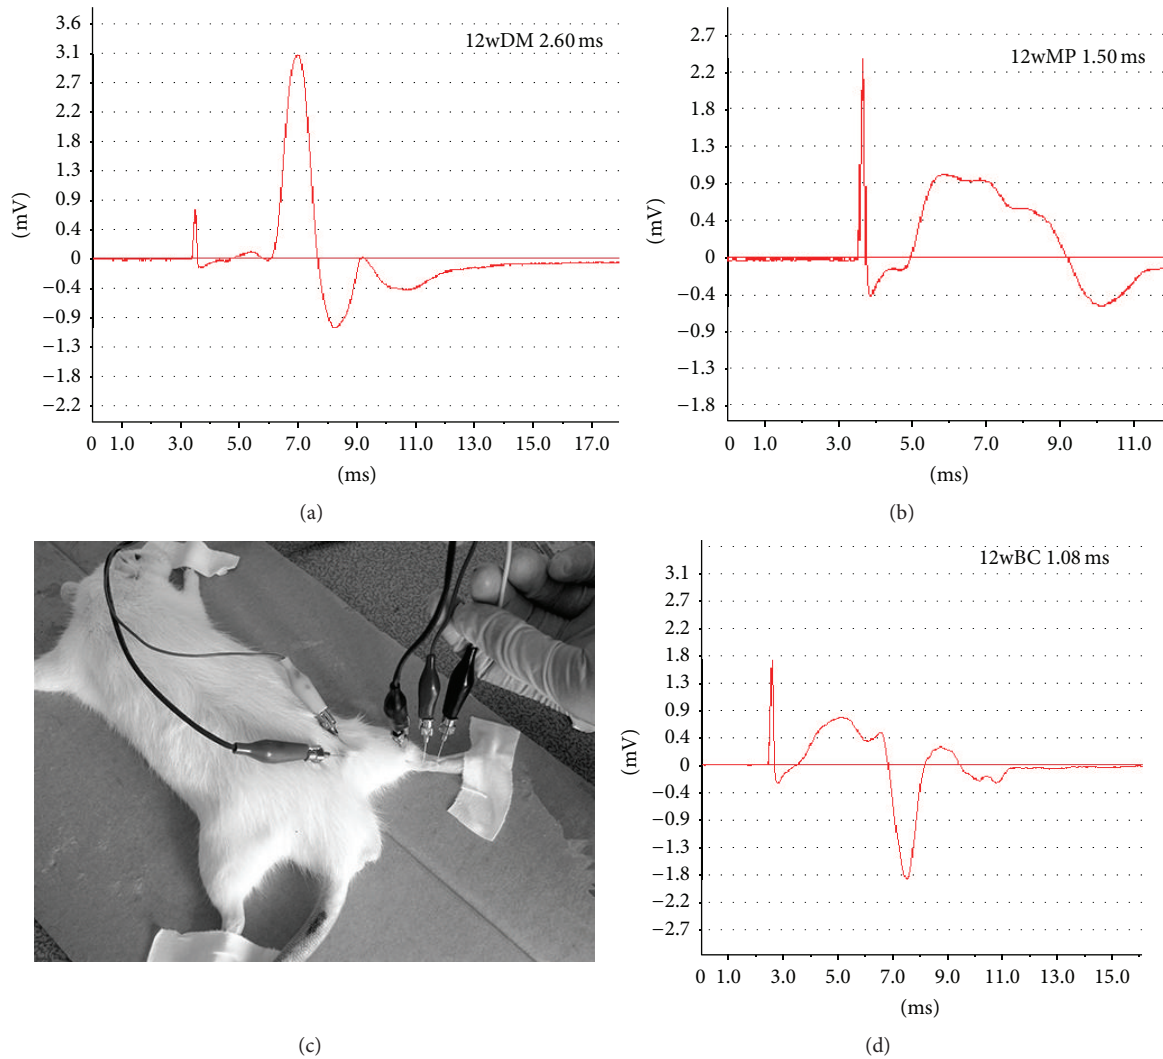 3.6
3.1
2.7
2.2
1.8
1.3
0.9
0.4
0
−0.4
−0.9
−1.3
−1.8
−2.2
(mV)
12wDM 2.60 ms
0 1.0 3.0 5.0 7.0 9.0 11.0 13.0 15.0 17.0
(ms)
(a)
2.7
2.2
1.8
1.3
0.9
0.4
0
−0.4
−0.9
−1.3
−1.8
(mV)
12wMP 1.50 ms
0 1.0 3.0 5.0 7.0 9.0 11.0
(ms)
(b)
(c)
3.1
2.7
2.2
1.8
1.3
0.9
0.4
0
−0.4
−0.9
−1.3
−1.8
−2.2
−2.7
(mV)
12wBC 1.08 ms
0 1.0 3.0 5.0 7.0 9.0 11.0 15.0
(ms)
(d)